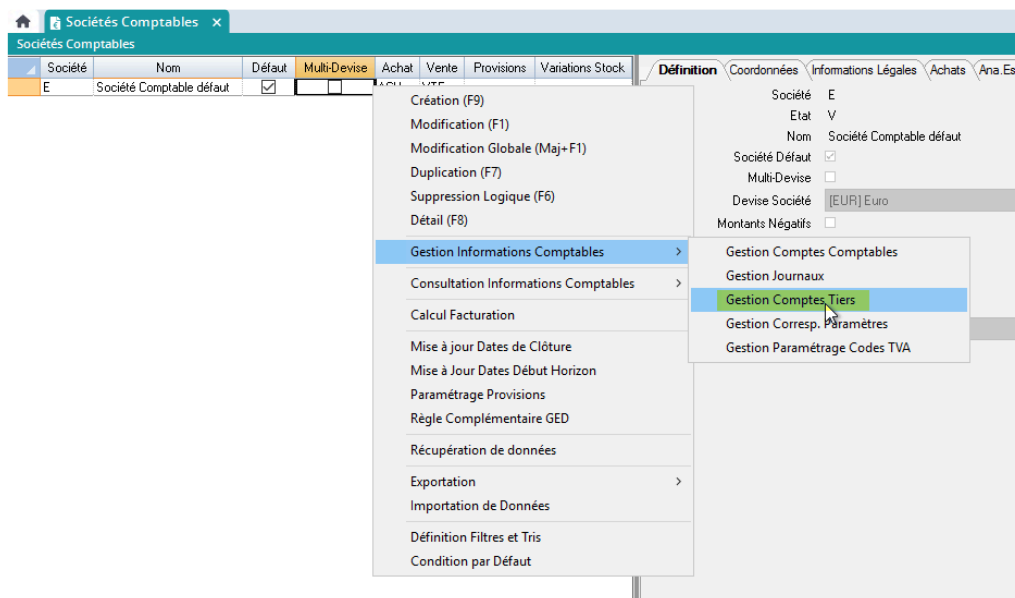 Sociétés Comptables ×
Sociétés Comptables
Société Nom Défaut Multi-Devise Achat Vente Provisions Variations Stock
E Société Comptable défaut
Création (F9)
Modification (F1)
Modification Globale (Maj+F1)
Duplication (F7)
Suppression Logique (F6)
Détail (F8)
Gestion Informations Comptables >
Consultation Informations Comptables >
Calcul Facturation
Mise à jour Dates de Clôture
Mise à Jour Dates Début Horizon
Paramétrage Provisions
Règle Complémentaire GED
Récupération de données
Exportation >
Importation de Données
Définition Filtres et Tris
Condition par Défaut
Gestion Comptes Comptables
Gestion Journaux
Gestion Comptes Tiers
Gestion Corresp. Paramètres
Gestion Paramétrage Codes TVA
Définition Coordonnées Informations Légales Achats Ana.Es
Société E
Etat V
Nom Société Comptable défaut
Société Défaut
Multi-Devise
Devise Société [EUR] Euro
Montants Négatifs